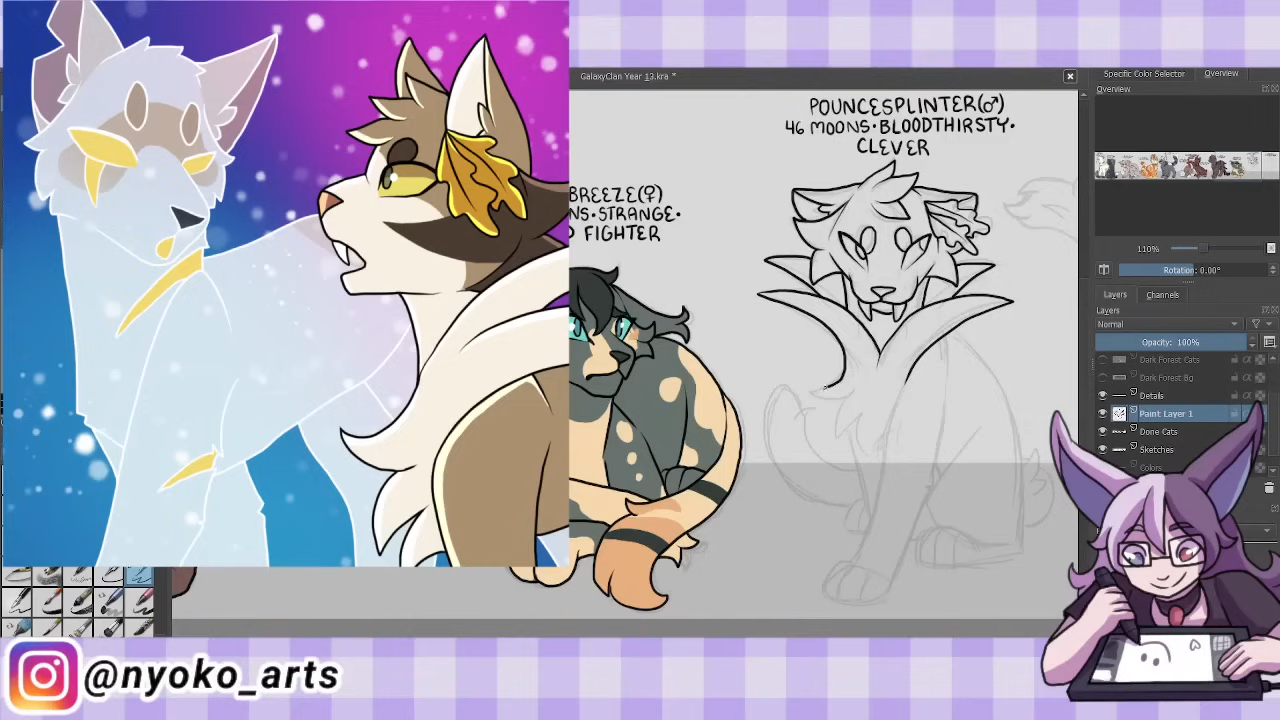 GalaxyClan Year 13.kra *
Specific Color Selector
Overview
Overview
POUNCESPLINTER(♂)
46 MOONS•BLOODTHIRSTY•
CLEVER
BREEZE(♀)
NS•STRANGE•
FIGHTER
110%
Rotation: 0.00°
Layers
Channels
Layers
Normal
Opacity: 100%
Dark Forest Cats
Dark Forest Bg
Details
Paint Layer 1
Done Cats
Sketches
Colors
@nyoko_arts